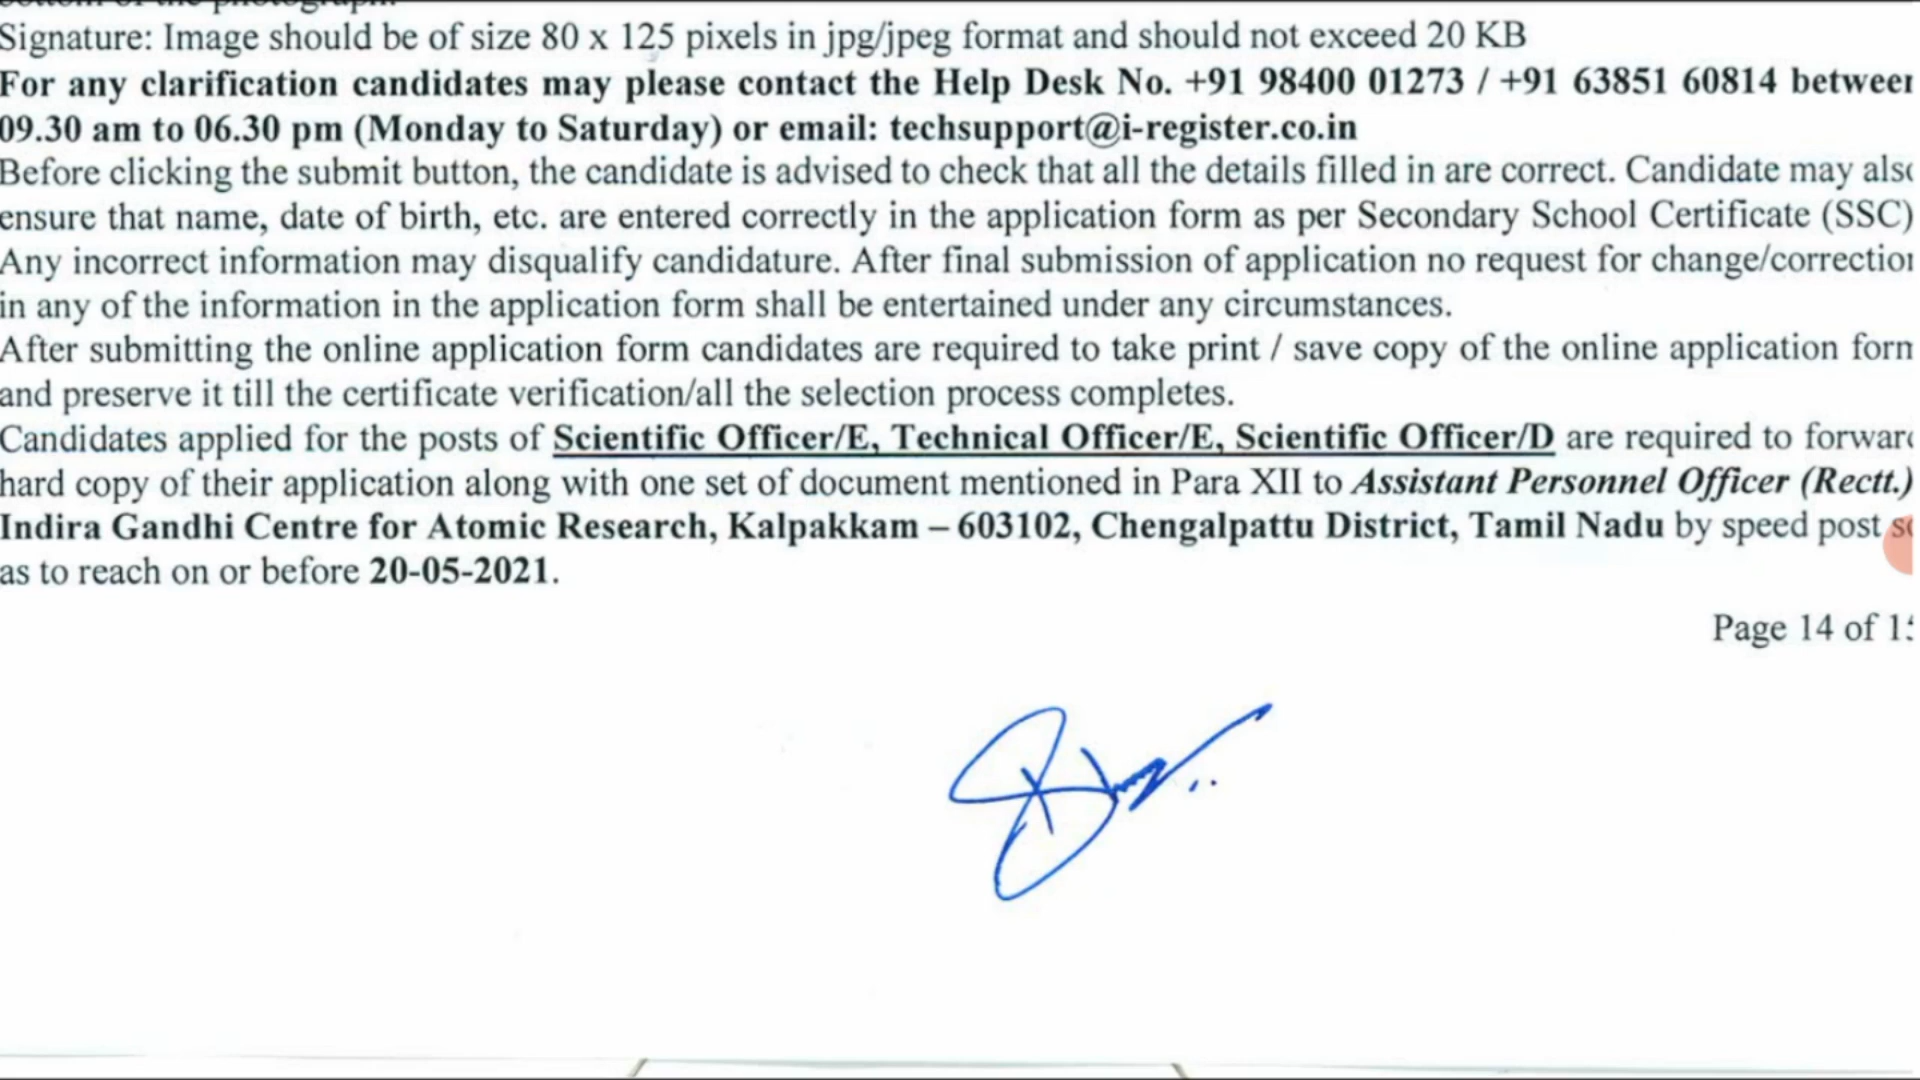 Signature: Image should be of size 80 x 125 pixels in jpg/jpeg format and should not exceed 20 KB
For any clarification candidates may please contact the Help Desk No. +91 98400 01273 / +91 63851 60814 between
09.30 am to 06.30 pm (Monday to Saturday) or email: techsupport@i-register.co.in
Before clicking the submit button, the candidate is advised to check that all the details filled in are correct. Candidate may also
ensure that name, date of birth, etc. are entered correctly in the application form as per Secondary School Certificate (SSC)
Any incorrect information may disqualify candidature. After final submission of application no request for change/correction
in any of the information in the application form shall be entertained under any circumstances.
After submitting the online application form candidates are required to take print / save copy of the online application form
and preserve it till the certificate verification/all the selection process completes.
Candidates applied for the posts of Scientific Officer/E, Technical Officer/E, Scientific Officer/D are required to forward
hard copy of their application along with one set of document mentioned in Para XII to Assistant Personnel Officer (Rectt.)
Indira Gandhi Centre for Atomic Research, Kalpakkam – 603102, Chengalpattu District, Tamil Nadu by speed post so
as to reach on or before 20-05-2021.
Page 14 of